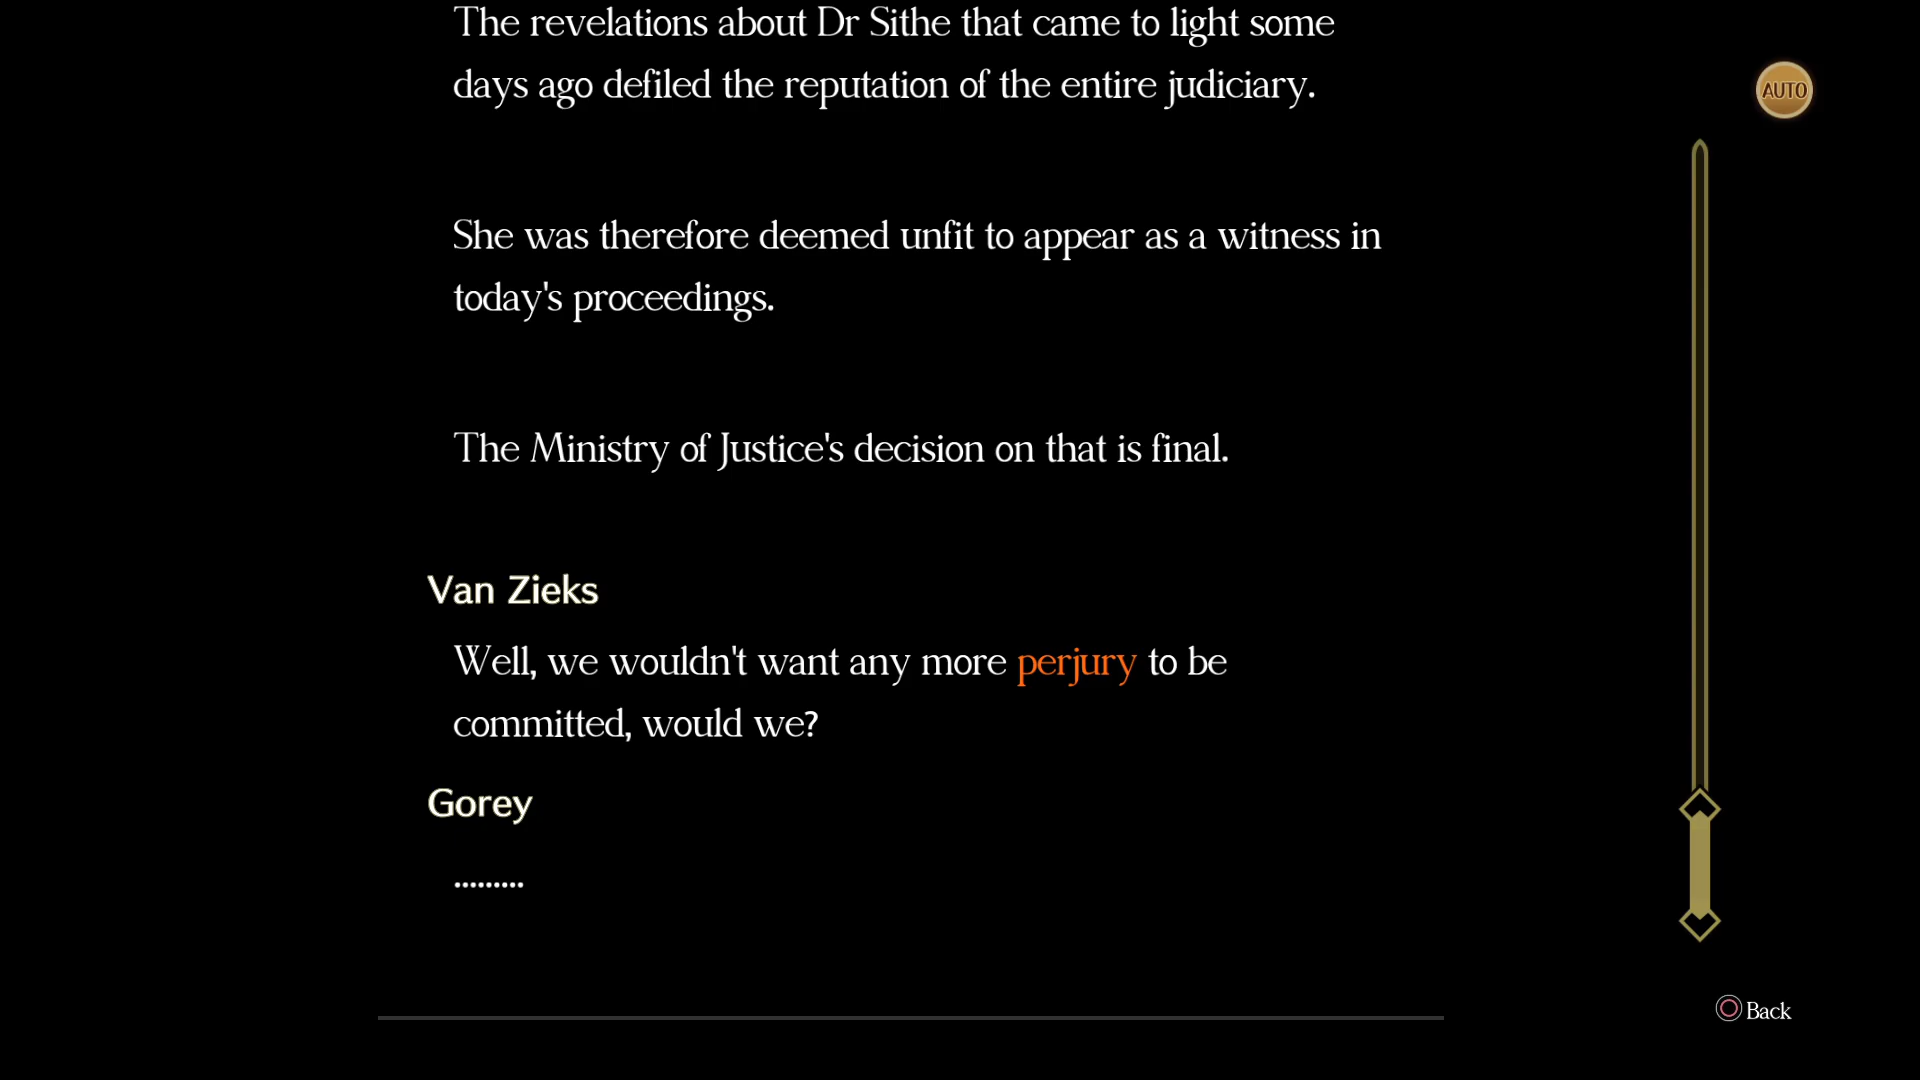 The revelations about Dr Sithe that came to light some
days ago defiled the reputation of the entire judiciary.
AUTO
She was therefore deemed unfit to appear as a witness in
today's proceedings.
The Ministry of Justice's decision on that is final.
Van Zieks
Well, we wouldn't want any more perjury to be
committed, would we?
Gorey
.........
Back